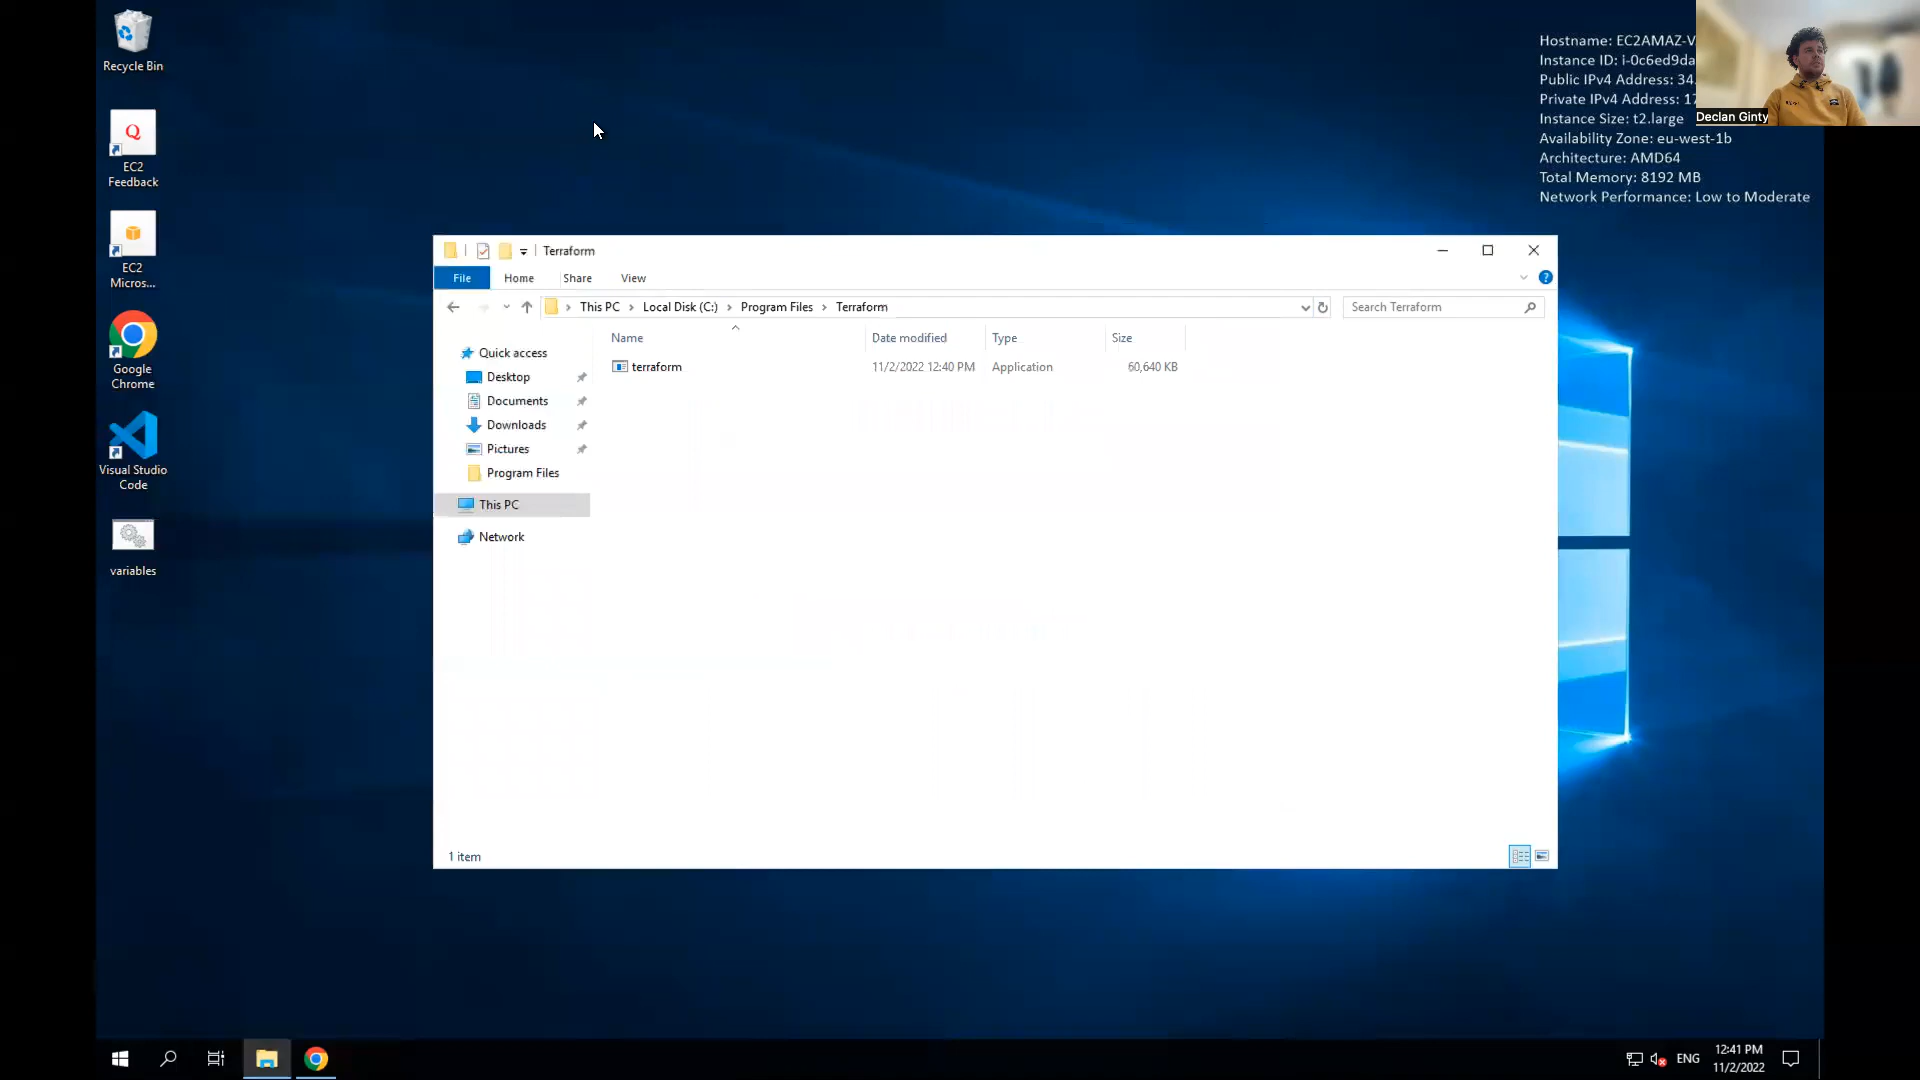 Recycle Bin
EC2
Feedback
EC2
Micros...
Google
Chrome
Visual Studio
Code
variables
Hostname: EC2AMAZ-V
Instance ID: i-0c6ed9da
Public IPv4 Address: 34.
Private IPv4 Address: 17
Instance Size: t2.large
Availability Zone: eu-west-1b
Architecture: AMD64
Total Memory: 8192 MB
Network Performance: Low to Moderate
Declan Ginty
Terraform
File Home Share View
This PC > Local Disk (C:) > Program Files > Terraform
Search Terraform
Name Date modified Type Size
terraform 11/2/2022 12:40 PM Application 60,640 KB
Quick access
Desktop
Documents
Downloads
Pictures
Program Files
This PC
Network
1 item
ENG
12:41 PM
11/2/2022